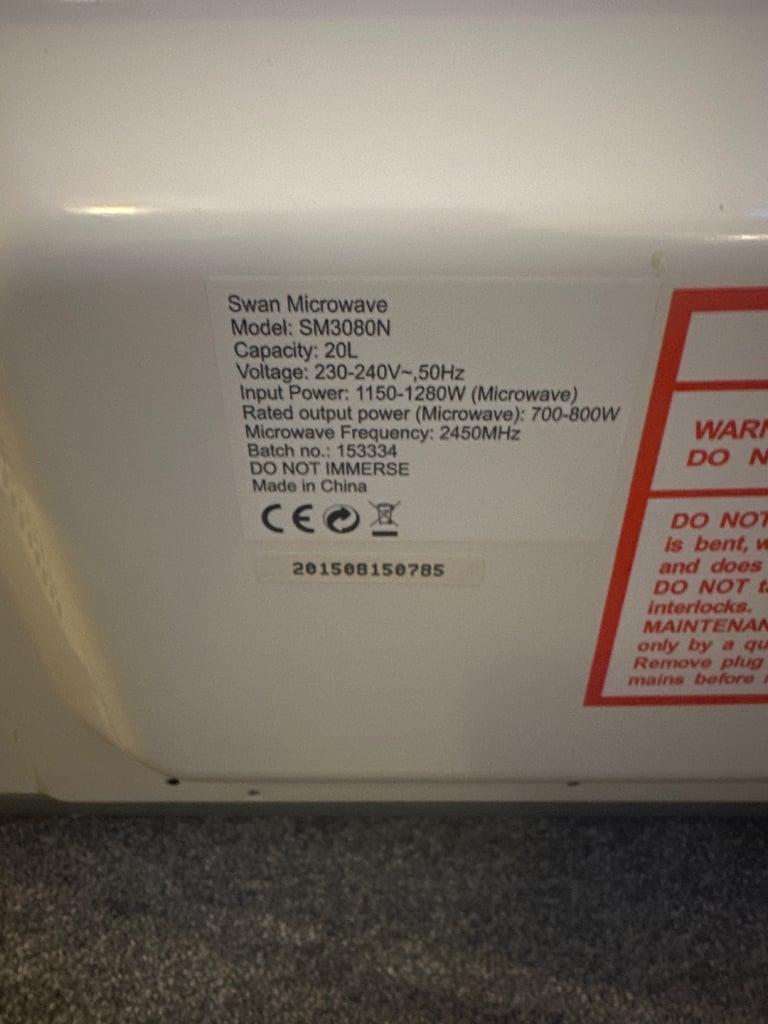 Swan Microwave
Model: SM3080N
Capacity: 20L
Voltage: 230-240V~,50Hz
Input Power: 1150-1280W (Microwave)
Rated output power (Microwave): 700-800W
Microwave Frequency: 2450MHz
Batch no.: 153334
DO NOT IMMERSE
Made in China
CE
201508150785
DO
DO NOT
is bent,
and does
DO NOT
interlocks.
only by a
Remove plug
mains before